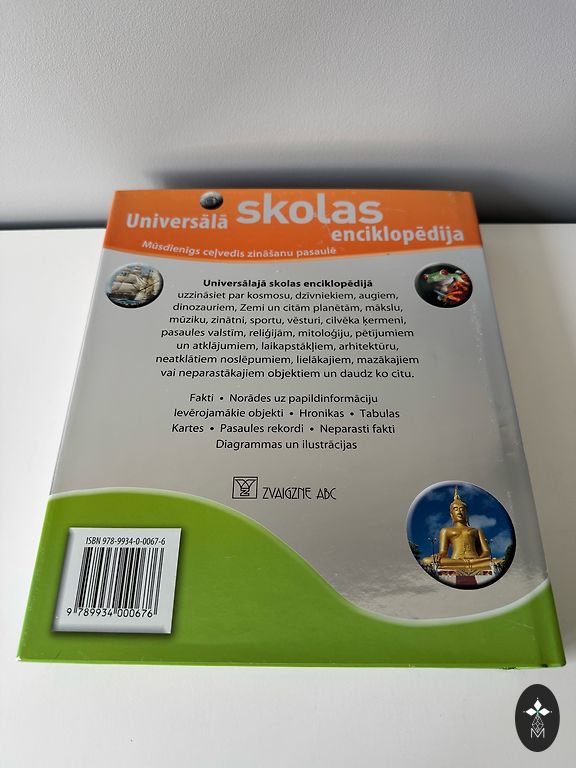 Universālā skolas enciklopēdija
Mūsdienīgs ceļvedis zināšanu pasaulē
Universālajā skolas enciklopēdijā
uzzināsiet par kosmosu, dzīvniekiem, augiem,
dinozauriem, Zemi un citām planētām, mākslu,
mūziku, zinātni, sportu, vēsturi, cilvēka ķermeni,
pasaules valstīm, reliģijām, mitoloģiju, pētījumiem
un atklājumiem, laikapstākļiem, arhitektūru,
neatklātiem noslēpumiem, lielākajiem, mazākajiem
vai neparastākajiem objektiem un daudz ko citu.
Fakti • Norādes uz papildinformāciju
Ievērojamākie objekti • Hronikas • Tabulas
Kartes • Pasaules rekordi • Neparasti fakti
Diagrammas un ilustrācijas
ZVAIGZNE ABC
ISBN 978-9934-0-0067-6
9 789934 000676
M